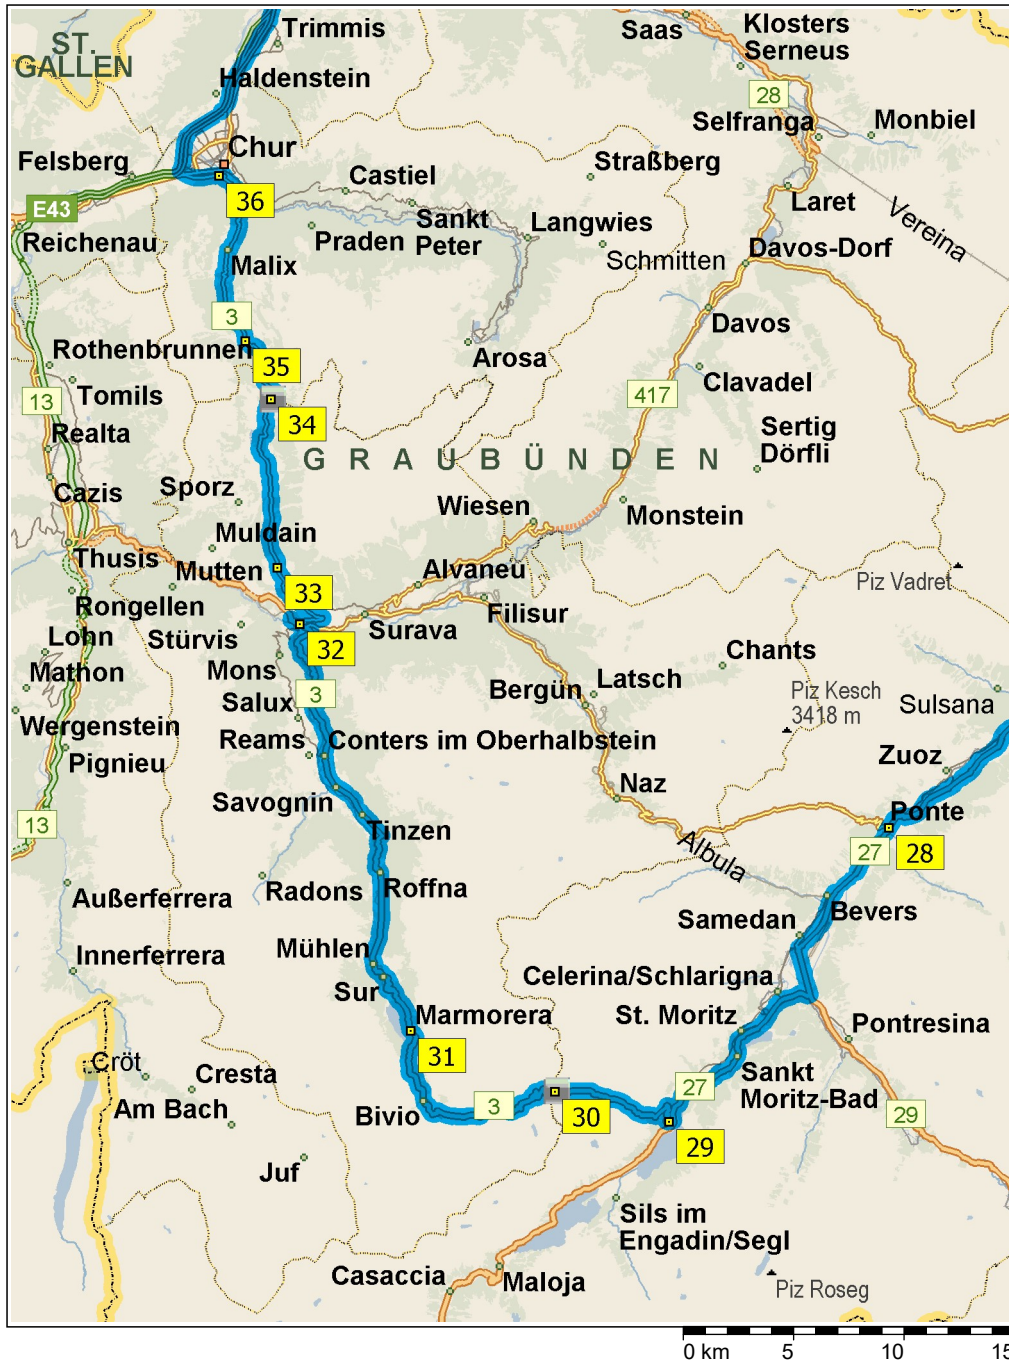 Trimmis
Saas
Klosters
Serneus
ST.
GALLEN
Haldenstein
28
Selfranga
Monbiel
Chur
Felsberg
Straßberg
Castiel
36
E43
Laret
Sankt
Peter
Langwies
Vereina
Reichenau
Praden
Malix
Schmitten
Davos-Dorf
3
Davos
Rothenbrunnen
35
Arosa
Clavadel
Tomils
13
417
34
Realta
Sertig
Dörfli
GRAUBÜNDEN
Cazis
Sporz
Wiesen
Monstein
Muldain
Thusis
Mutten
Alvaneu
Piz Vadret
33
Rongellen
Filisur
Lohn
Stürvis
32
Surava
Mathon
Mons
Chants
3
Bergün
Latsch
Piz Kesch
3418 m
Salux
Sulsana
Wergenstein
Reams
Conters im Oberhalbstein
Pignieu
Zuoz
Savognin
Naz
13
Tinzen
Ponte
Albula
27
28
Radons
Roffna
Außerferrera
Bevers
Samedan
Innerferrera
Mühlen
Celerina/Schlarigna
Sur
Marmorera
St. Moritz
Pontresina
31
Cröt
Cresta
Sankt
Moritz-Bad
27
Am Bach
Bivio
3
30
29
29
Juf
Sils im
Engadin/Segl
Casaccia
Maloja
Piz Roseg
0 km
5
10
15